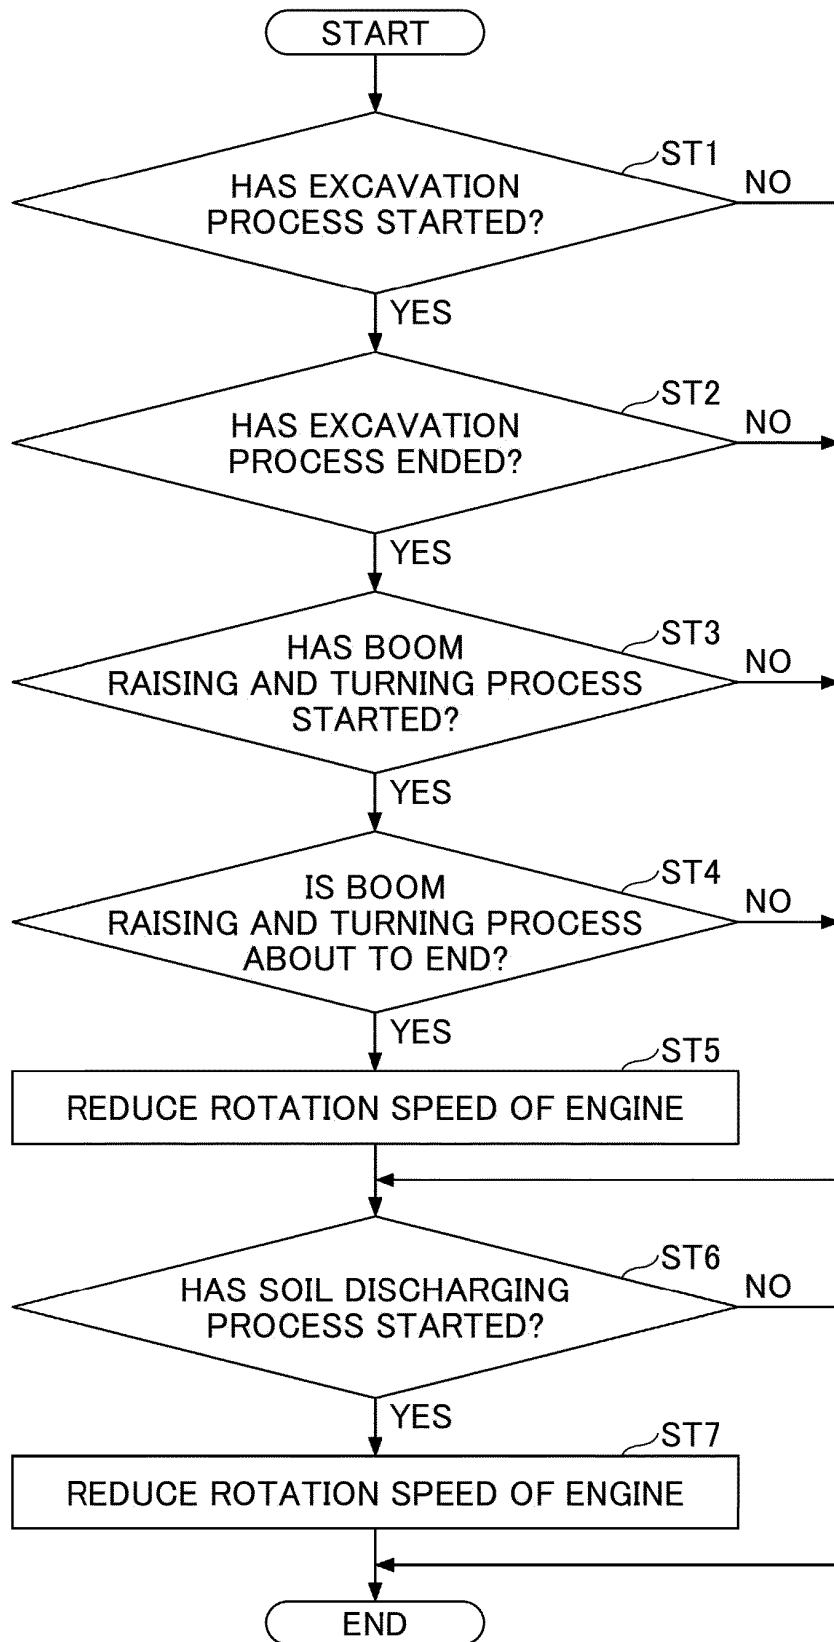 START
ST1
HAS EXCAVATION
PROCESS STARTED?
NO
YES
ST2
HAS EXCAVATION
PROCESS ENDED?
NO
YES
ST3
HAS BOOM
RAISING AND TURNING PROCESS
STARTED?
NO
YES
ST4
IS BOOM
RAISING AND TURNING PROCESS
ABOUT TO END?
NO
YES
ST5
REDUCE ROTATION SPEED OF ENGINE
ST6
HAS SOIL DISCHARGING
PROCESS STARTED?
NO
YES
ST7
REDUCE ROTATION SPEED OF ENGINE
END